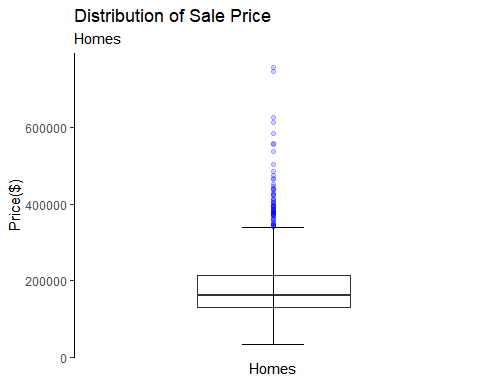 Distribution of Sale Price
Homes
Price($)
600000
400000
200000
0
Homes